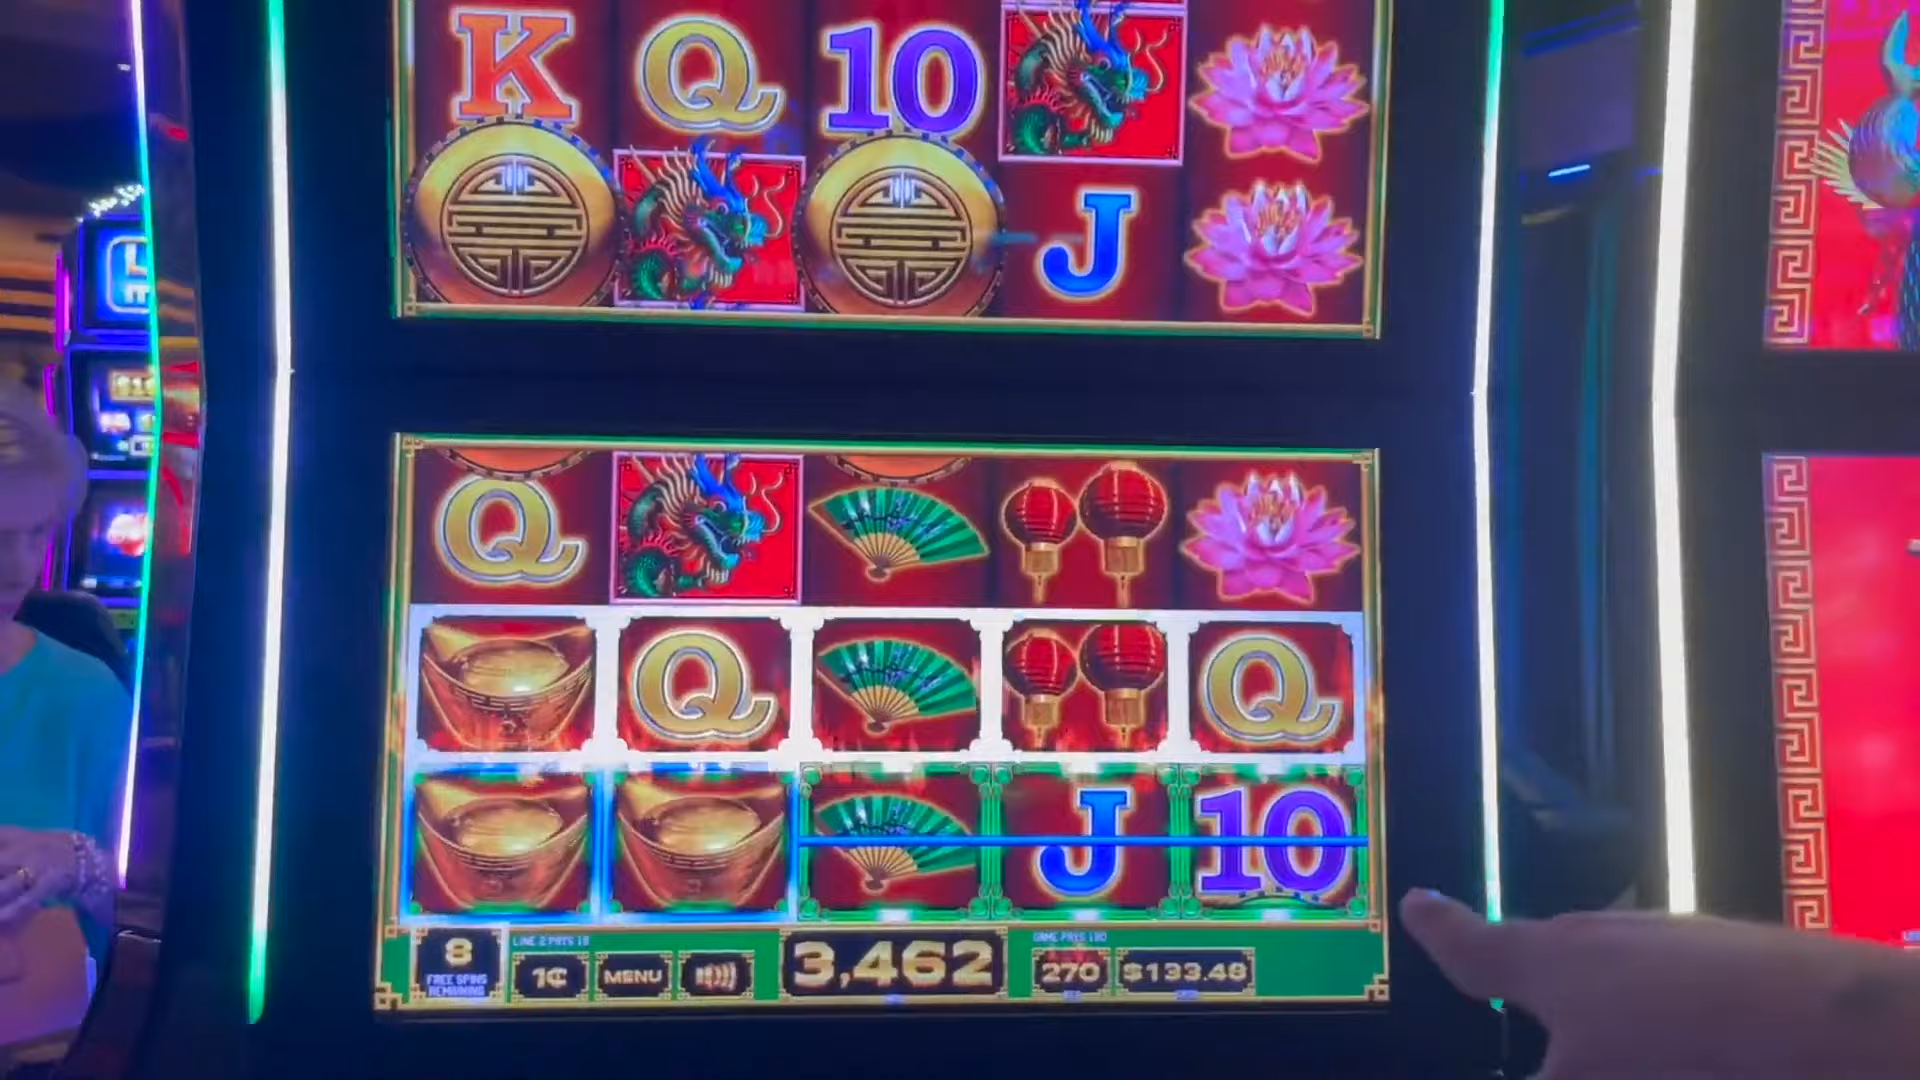 K Q 10
J
Q
Q Q
J 10
LINE 2 PAYS 10
GAME PAYS 180
8
FREE SPINS
REMAINING
1¢ MENU 3,462 270 $133.48